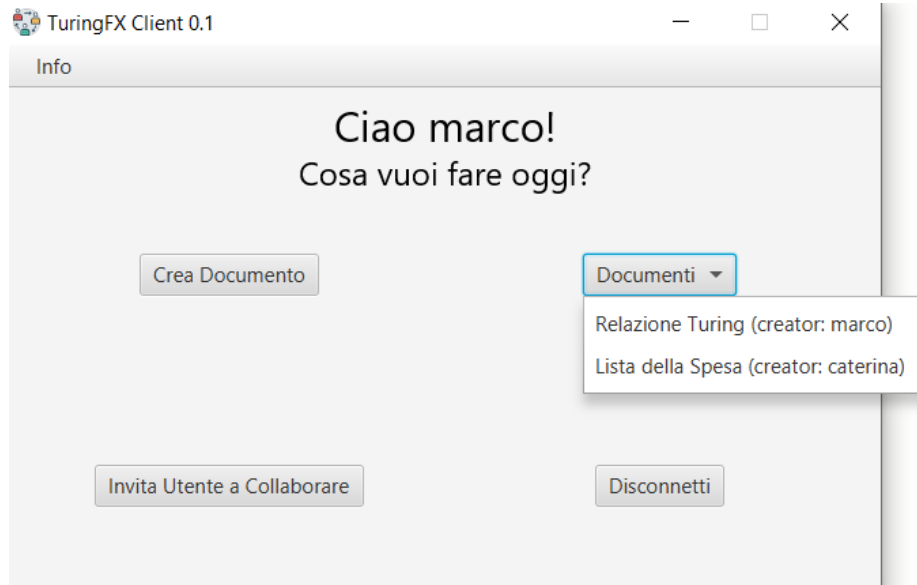 TuringFX Client 0.1
Info
Ciao marco!
Cosa vuoi fare oggi?
Crea Documento
Documenti
Relazione Turing (creator: marco)
Lista della Spesa (creator: caterina)
Invita Utente a Collaborare
Disconnetti